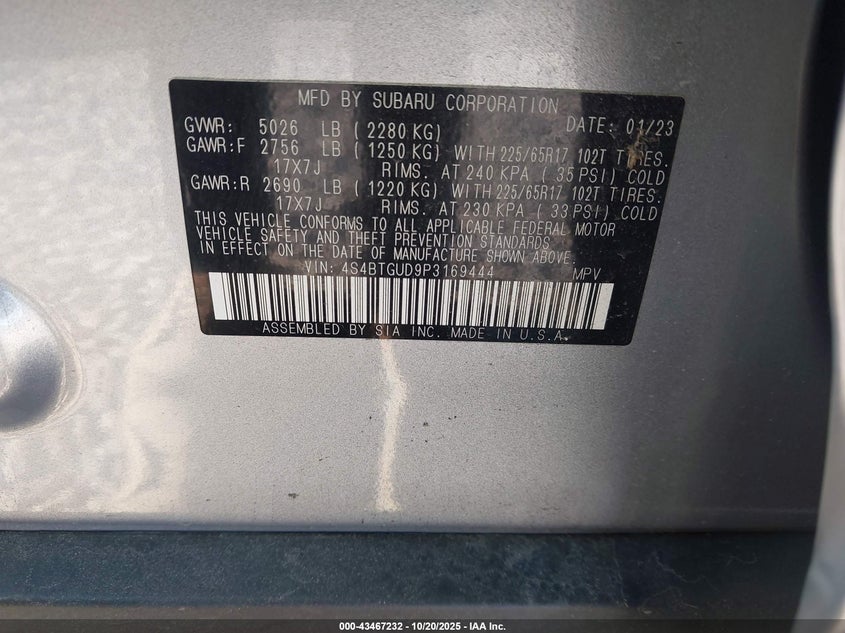 MFD BY SUBARU CORPORATION
GVWR: 5026 LB (2280 KG) DATE: 01/23
GAWR:F 2756 LB (1250 KG) WITH 225/65R17 102T TIRES.
17X7J RIMS. AT 240 KPA (35 PSI) COLD
GAWR:R 2690 LB (1220 KG) WITH 225/65R17 102T TIRES.
17X7J RIMS. AT 230 KPA (33 PSI) COLD
THIS VEHICLE CONFORMS TO ALL APPLICABLE FEDERAL MOTOR
VEHICLE SAFETY AND THEFT PREVENTION STANDARDS
IN EFFECT ON THE DATE OF MANUFACTURE SHOWN ABOVE.
VIN: 4S4BTGUD9P3169444 MPV
ASSEMBLED BY SIA INC. MADE IN U.S.A.
000-43467232 - 10/20/2025 - IAA Inc.